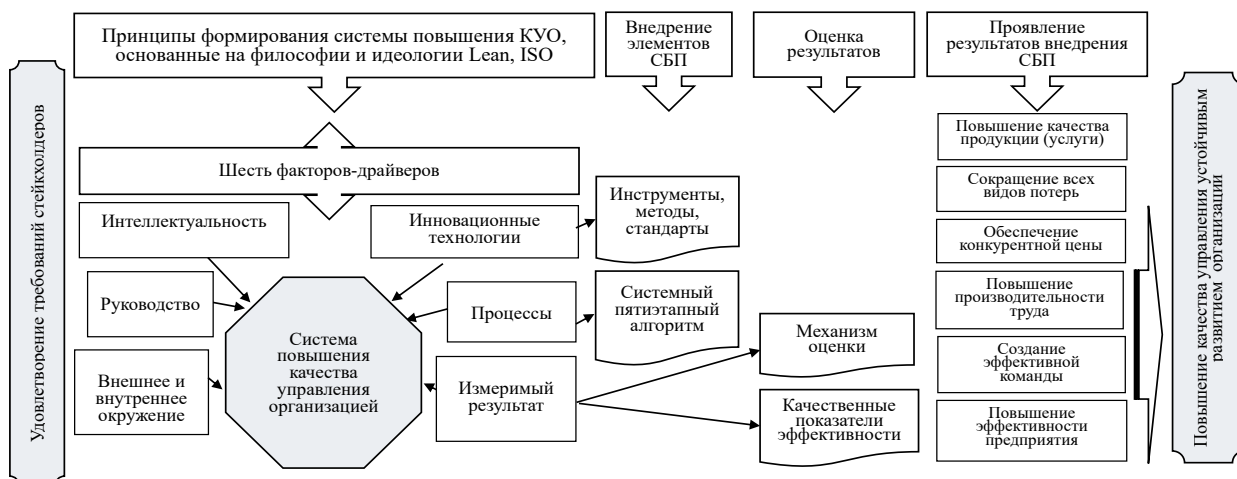 Удовлетворение требований стейкхолдеров
Принципы формирования системы повышения КУО,
основанные на философии и идеологии Lean, ISO
Внедрение
элементов
СБП
Оценка
результатов
Проявление
результатов внедрения
СБП
Шесть факторов-драйверов
Интеллектуальность
Инновационные
технологии
Руководство
Процессы
Внешнее и
внутреннее
окружение
Измеримый
результат
Система
повышения
качества
управления
организацией
Инструменты,
методы,
стандарты
Системный
пятиэтапный
алгоритм
Механизм
оценки
Качественные
показатели
эффективности
Повышение качества
продукции (услуги)
Сокращение всех
видов потерь
Обеспечение
конкурентной цены
Повышение
производительности
труда
Создание
эффективной
команды
Повышение
эффективности
предприятия
Повышение качества управления устойчивым
развитием организации